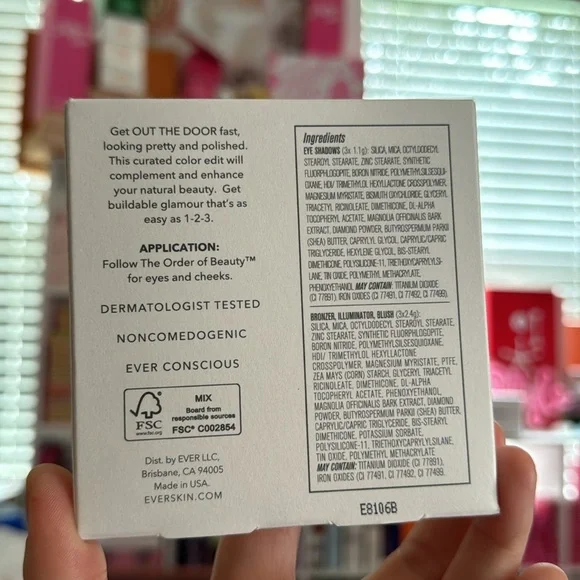 Get OUT THE DOOR fast,
looking pretty and polished.
This curated color edit will
complement and enhance
your natural beauty. Get
buildable glamour that's as
easy as 1-2-3.
APPLICATION:
Follow The Order of Beauty™
for eyes and cheeks.
DERMATOLOGIST TESTED
NONCOMEDOGENIC
EVER CONSCIOUS
FSC
www.fsc.org
MIX
Board from
responsible sources
FSC® C002854
Dist. by EVER LLC,
Brisbane, CA 94005
Made in USA.
EVERSKIN.COM
Ingredients
EYE SHADOWS (3x 1.1g): SILICA, MICA, OCTYLDODECYL
STEAROYL STEARATE, ZINC STEARATE, SYNTHETIC
FLUORPHLOGOPITE, BORON NITRIDE, POLYMETHYLSILSESQUI-
OXANE, HDI/ TRIMETHYLOL HEXYLLACTONE CROSSPOLYMER,
MAGNESIUM MYRISTATE, BISMUTH OXYCHLORIDE, GLYCERYL
TRIACETYL RICINOLEATE, DIMETHICONE, DL-ALPHA
TOCOPHERYL ACETATE, MAGNOLIA OFFICINALIS BARK
EXTRACT, DIAMOND POWDER, BUTYROSPERMUM PARKII
(SHEA) BUTTER, CAPRYLYL GLYCOL, CAPRYLIC/CAPRIC
TRIGLYCERIDE, HEXYLENE GLYCOL, BIS-STEARYL
DIMETHICONE, POLYSILICONE-11, TRIETHOXYCAPRYLYLSI-
LANE, TIN OXIDE, POLYMETHYL METHACRYLATE,
PHENOXYETHANOL MAY CONTAIN: TITANIUM DIOXIDE
(CI 77891), IRON OXIDES (CI 77491, CI 77492, CI 77499).
BRONZER, ILLUMINATOR, BLUSH (3x2.4g):
SILICA, MICA, OCTYLDODECYL STEAROYL STEARATE,
ZINC STEARATE, SYNTHETIC FLUORPHLOGOPITE,
BORON NITRIDE, POLYMETHYLSILSESQUIOXANE,
HDI/ TRIMETHYLOL HEXYLLACTONE
CROSSPOLYMER, MAGNESIUM MYRISTATE, PTFE,
ZEA MAYS (CORN) STARCH, GLYCERYL TRIACETYL
RICINOLEATE, DIMETHICONE, DL-ALPHA
TOCOPHERYL ACETATE, PHENOXYETHANOL,
MAGNOLIA OFFICINALIS BARK EXTRACT, DIAMOND
POWDER, BUTYROSPERMUM PARKII (SHEA) BUTTER,
CAPRYLIC/CAPRIC TRIGLYCERIDE, BIS-STEARYL
DIMETHICONE, POTASSIUM SORBATE,
POLYSILICONE-11, TRIETHOXYCAPRYLYLSILANE,
TIN OXIDE, POLYMETHYL METHACRYLATE
MAY CONTAIN: TITANIUM DIOXIDE (CI 77891),
IRON OXIDES (CI 77491, CI 77492, CI 77499).
E8106B